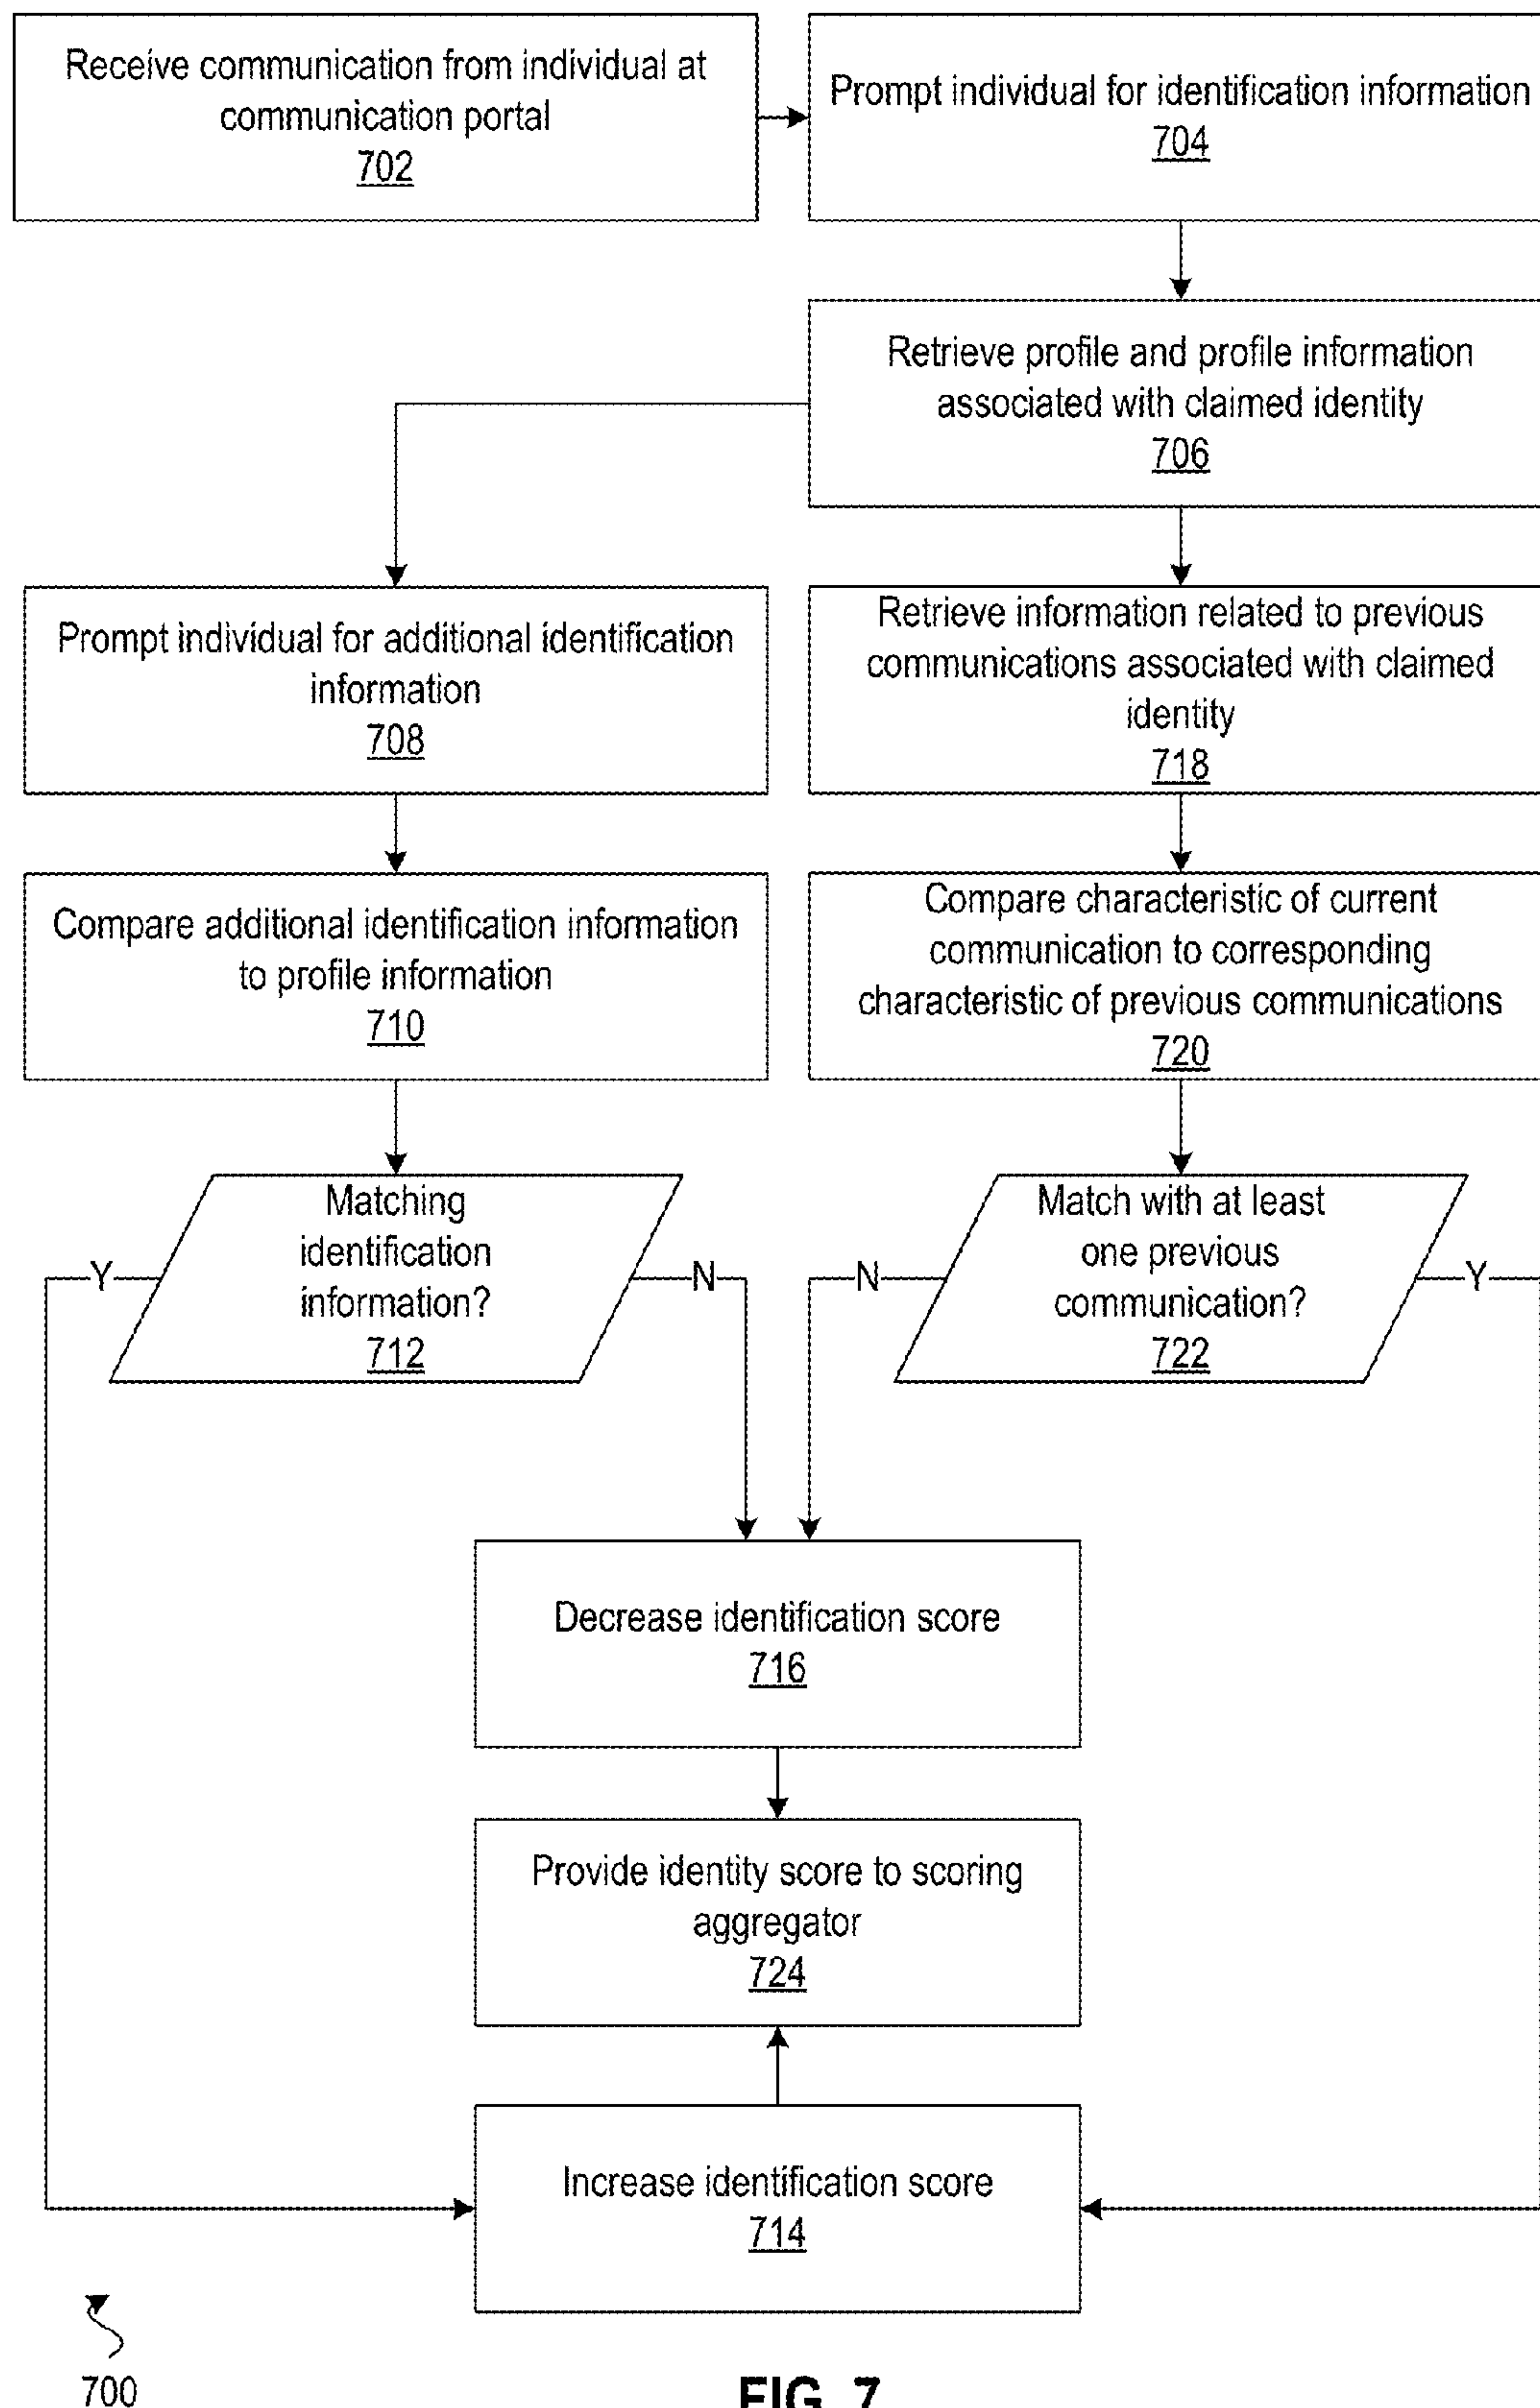 Receive communication from individual at
communication portal
702
Prompt individual for identification information
704
Retrieve profile and profile information
associated with claimed identity
706
Prompt individual for additional identification
information
708
Retrieve information related to previous
communications associated with claimed
identity
718
Compare additional identification information
to profile information
710
Compare characteristic of current
communication to corresponding
characteristic of previous communications
720
Matching
identification
information?
712
Y
N
Match with at least
one previous
communication?
722
N
Y
Decrease identification score
716
Provide identity score to scoring
aggregator
724
Increase identification score
714
700
FIG. 7